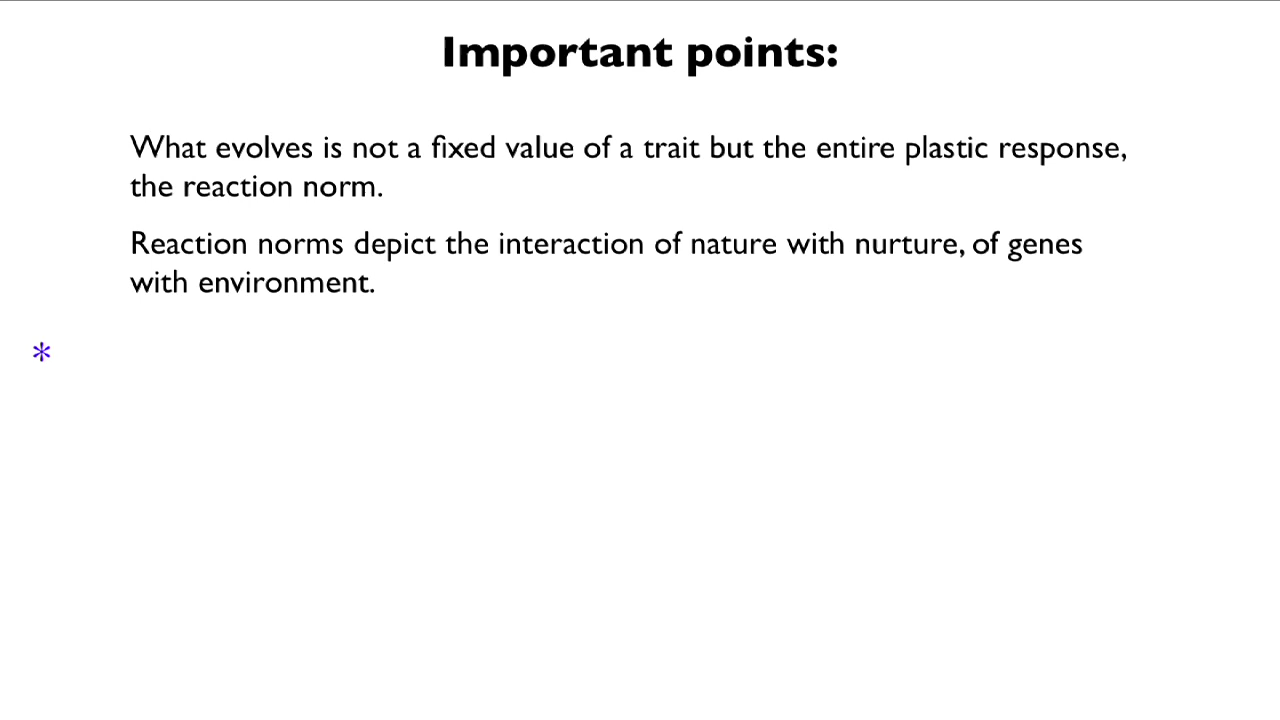 Important points:
What evolves is not a fixed value of a trait but the entire plastic response,
the reaction norm.
Reaction norms depict the interaction of nature with nurture, of genes
with environment.
*